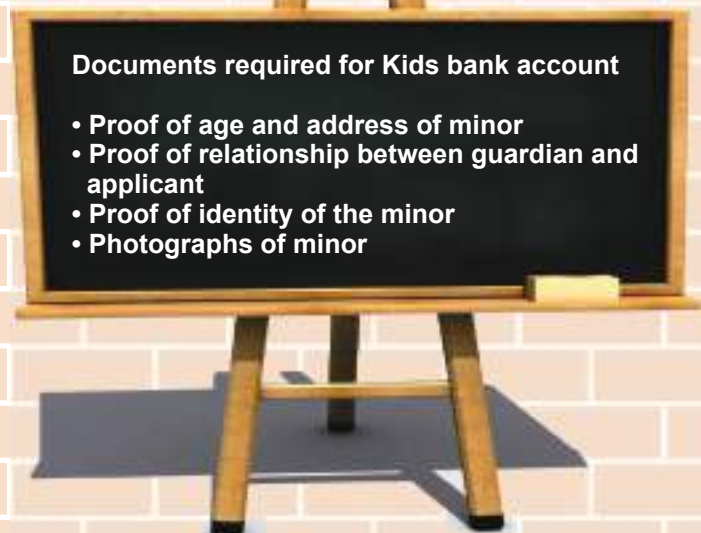 Documents required for Kids bank account
• Proof of age and address of minor
• Proof of relationship between guardian and
applicant
• Proof of identity of the minor
• Photographs of minor